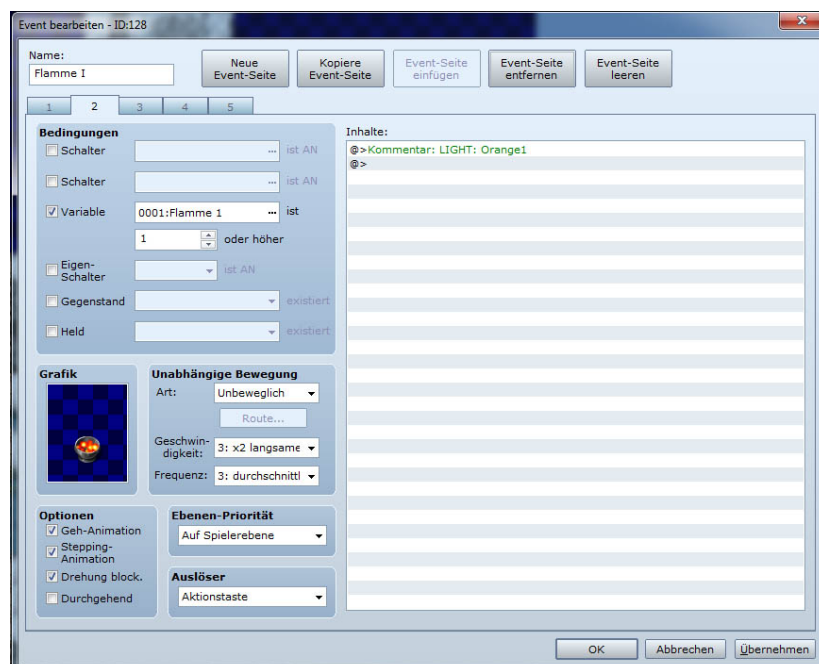 Event bearbeiten - ID:128
Name:
Flamme I
Neue
Event-Seite
Kopiere
Event-Seite
Event-Seite
einfügen
Event-Seite
entfernen
Event-Seite
leeren
1 2 3 4 5
Bedingungen
Schalter ... ist AN
Schalter ... ist AN
Variable 0001:Flamme 1 ... ist
1 oder höher
Eigen-
Schalter ist AN
Gegenstand existiert
Held existiert
Grafik
Unabhängige Bewegung
Art: Unbeweglich
Route...
Geschwin-
digkeit: 3: x2 langsame
Frequenz: 3: durchschnittl
Optionen
Geh-Animation
Stepping-
Animation
Drehung block.
Durchgehend
Ebenen-Priorität
Auf Spielerebene
Auslöser
Aktionstaste
Inhalte:
@>Kommentar: LIGHT: Orange1
@>
OK Abbrechen Übernehmen